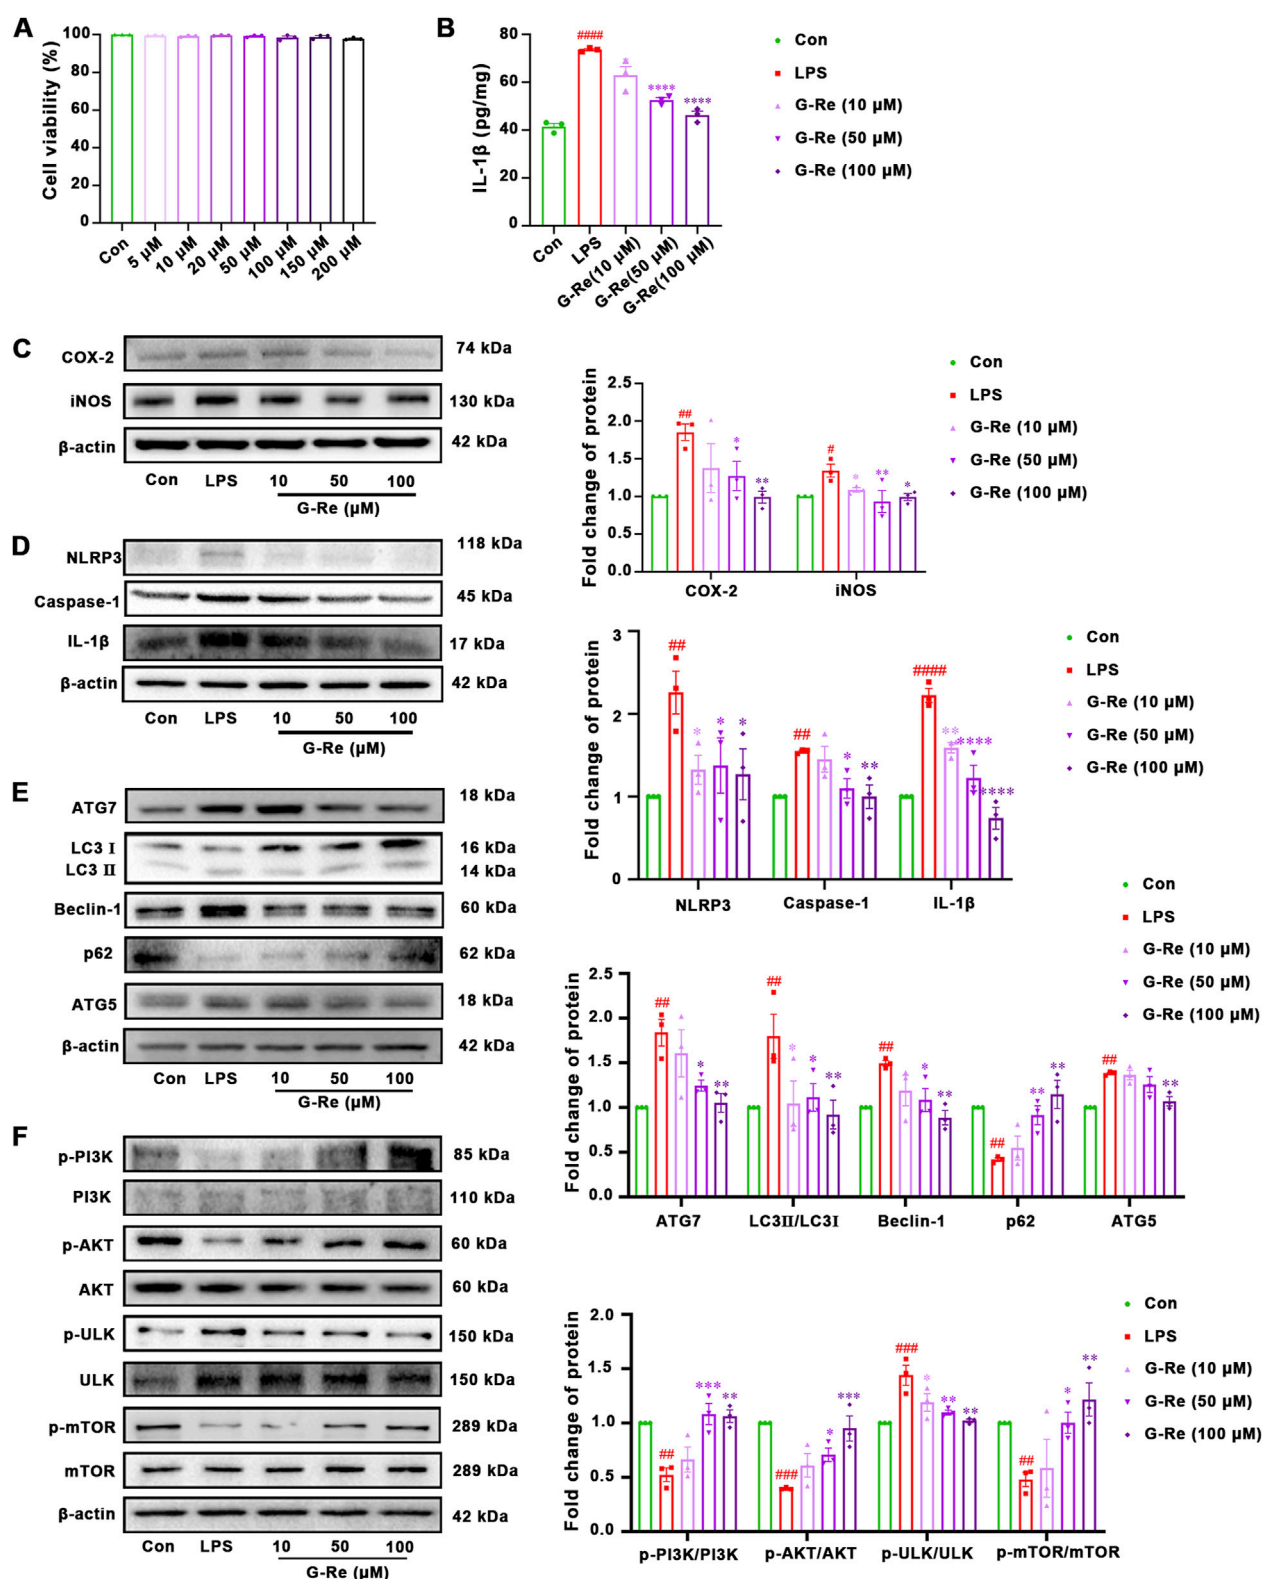 A
Cell viability (%)
100
80
60
40
20
0
Con
5 μM
10 μM
20 μM
50 μM
100 μM
150 μM
200 μM
B
IL-1β (pg/mg)
80
60
40
20
0
####
****
****
Con
LPS
G-Re(10 μM)
G-Re(50 μM)
G-Re(100 μM)
Con
LPS
G-Re (10 μM)
G-Re (50 μM)
G-Re (100 μM)
C
COX-2
74 kDa
iNOS
130 kDa
β-actin
42 kDa
Con LPS 10 50 100
G-Re (μM)
Fold change of protein
2.5
2.0
1.5
1.0
0.5
0.0
##
*
**
#
*
**
*
COX-2
iNOS
Con
LPS
G-Re (10 μM)
G-Re (50 μM)
G-Re (100 μM)
D
NLRP3
118 kDa
Caspase-1
45 kDa
IL-1β
17 kDa
β-actin
42 kDa
Con LPS 10 50 100
G-Re (μM)
Fold change of protein
3
2
1
0
##
*
*
*
##
*
**
####
**
****
****
NLRP3
Caspase-1
IL-1β
Con
LPS
G-Re (10 μM)
G-Re (50 μM)
G-Re (100 μM)
E
ATG7
18 kDa
LC3 I
16 kDa
LC3 II
14 kDa
Beclin-1
60 kDa
p62
62 kDa
ATG5
18 kDa
β-actin
42 kDa
Con LPS 10 50 100
G-Re (μM)
Fold change of protein
2.5
2.0
1.5
1.0
0.5
0.0
##
*
**
##
*
*
**
##
*
**
##
**
**
##
**
ATG7
LC3II/LC3I
Beclin-1
p62
ATG5
Con
LPS
G-Re (10 μM)
G-Re (50 μM)
G-Re (100 μM)
F
p-PI3K
85 kDa
PI3K
110 kDa
p-AKT
60 kDa
AKT
60 kDa
p-ULK
150 kDa
ULK
150 kDa
p-mTOR
289 kDa
mTOR
289 kDa
β-actin
42 kDa
Con LPS 10 50 100
G-Re (μM)
Fold change of protein
2.0
1.5
1.0
0.5
0.0
##
***
**
###
*
***
###
*
**
**
##
*
**
p-PI3K/PI3K
p-AKT/AKT
p-ULK/ULK
p-mTOR/mTOR
Con
LPS
G-Re (10 μM)
G-Re (50 μM)
G-Re (100 μM)